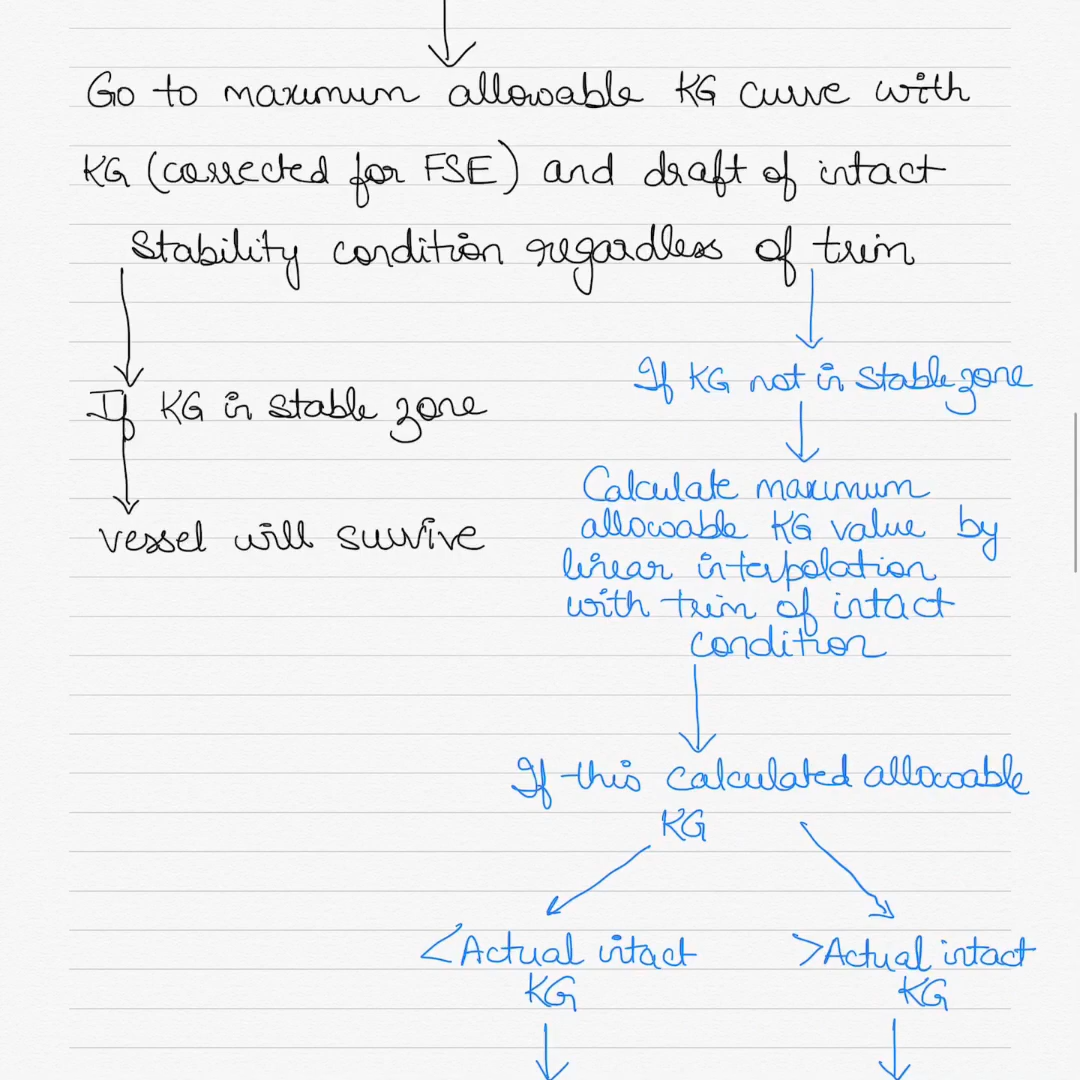 Go to maximum allowable KG curve with
KG (corrected for FSE) and draft of intact
Stability condition regardless of trim
If KG in stable zone
vessel will survive
If KG not in stable zone
Calculate maximum
allowable KG value by
linear interpolation
with trim of intact
condition
If this calculated allowable
KG
<Actual intact
KG
>Actual intact
KG